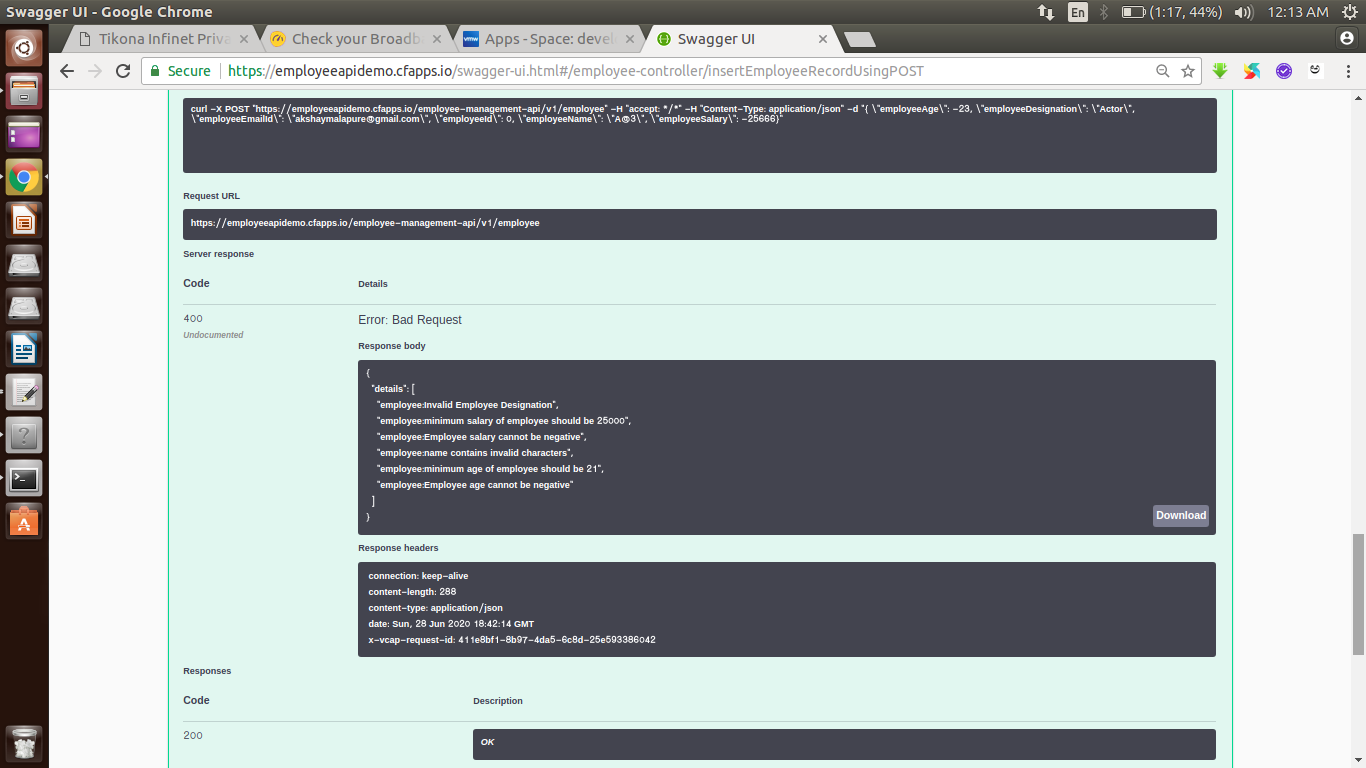 Swagger UI - Google Chrome
En
(1:17, 44%)
12:13 AM
Tikona Infinet Priva
Check your Broadb
vmw
Apps - Space: devel
Swagger UI
Secure
https://employeeapidemo.cfapps.io/swagger-ui.html#/employee-controller/insertEmployeeRecordUsingPOST
curl -X POST "https://employeeapidemo.cfapps.io/employee-management-api/v1/employee" -H "accept: */*" -H "Content-Type: application/json" -d "{ \"employeeAge\": -23, \"employeeDesignation\": \"Actor\",
\"employeeEmailId\": \"akshaymalapure@gmail.com\", \"employeeId\": 0, \"employeeName\": \"A@3\", \"employeeSalary\": -25666}"
Request URL
https://employeeapidemo.cfapps.io/employee-management-api/v1/employee
Server response
Code
Details
400
Undocumented
Error: Bad Request
Response body
{
"details": [
"employee:Invalid Employee Designation",
"employee:minimum salary of employee should be 25000",
"employee:Employee salary cannot be negative",
"employee:name contains invalid characters",
"employee:minimum age of employee should be 21",
"employee:Employee age cannot be negative"
]
}
Download
Response headers
connection: keep-alive
content-length: 288
content-type: application/json
date: Sun, 28 Jun 2020 18:42:14 GMT
x-vcap-request-id: 411e8bf1-8b97-4da5-6c8d-25e593386042
Responses
Code
Description
200
OK